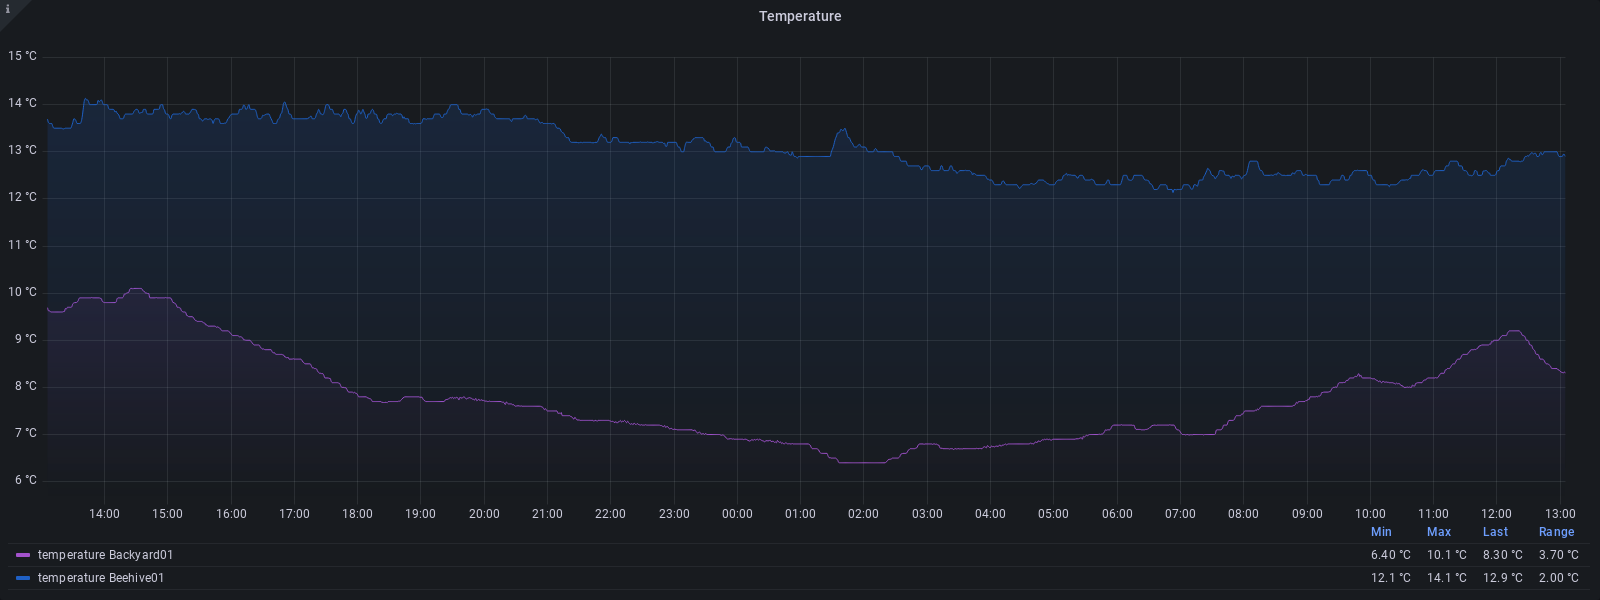 i
Temperature
15 °C
14 °C
13 °C
12 °C
11 °C
10 °C
9 °C
8 °C
7 °C
6 °C
14:00 15:00 16:00 17:00 18:00 19:00 20:00 21:00 22:00 23:00 00:00 01:00 02:00 03:00 04:00 05:00 06:00 07:00 08:00 09:00 10:00 11:00 12:00 13:00
Min Max Last Range
temperature Backyard01 6.40 °C 10.1 °C 8.30 °C 3.70 °C
temperature Beehive01 12.1 °C 14.1 °C 12.9 °C 2.00 °C